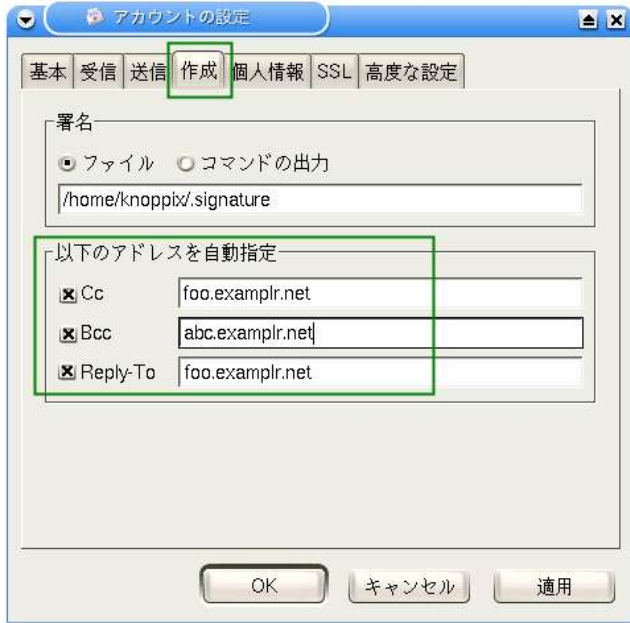 アカウントの設定
基本 受信 送信 作成 個人情報 SSL 高度な設定
署名
ファイル コマンドの出力
/home/knoppix/.signature
以下のアドレスを自動指定
Cc foo.examplr.net
Bcc abc.examplr.net
Reply-To foo.examplr.net
OK キャンセル 適用